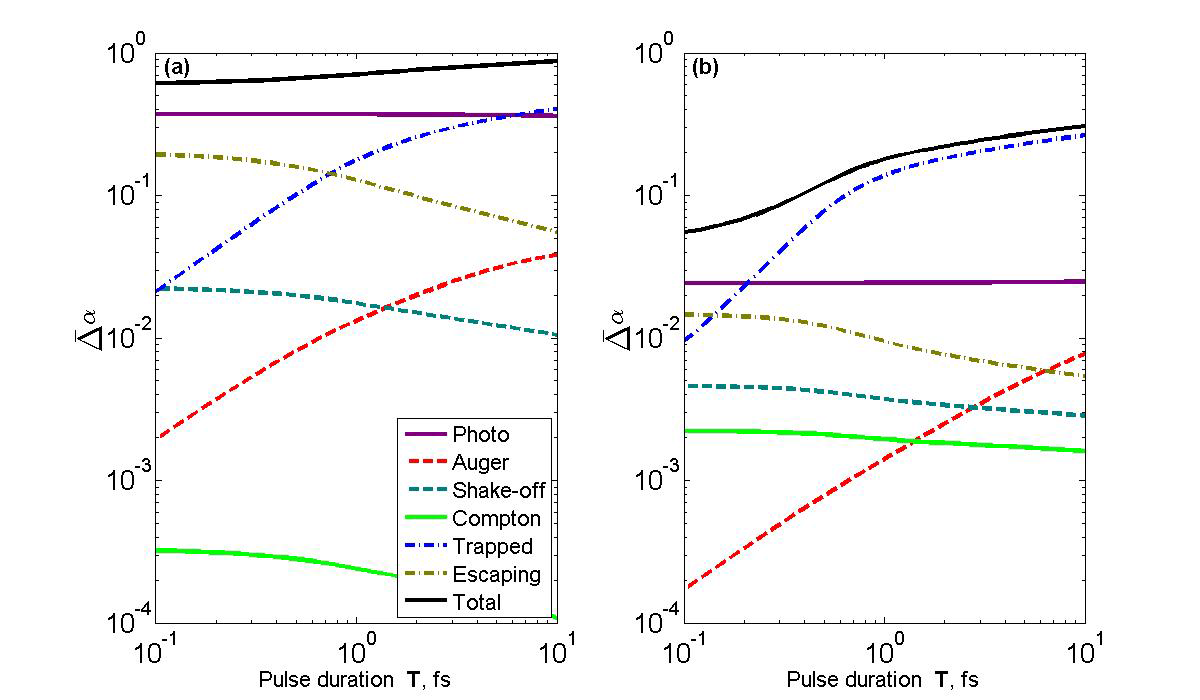 (a)
10^0
10^-1
10^-2
10^-3
10^-4
Δ̄ α
Photo
Auger
Shake-off
Compton
Trapped
Escaping
Total
10^-1 10^0 10^1
Pulse duration T, fs
(b)
10^0
10^-1
10^-2
10^-3
10^-4
Δ̄ α
10^-1 10^0 10^1
Pulse duration T, fs